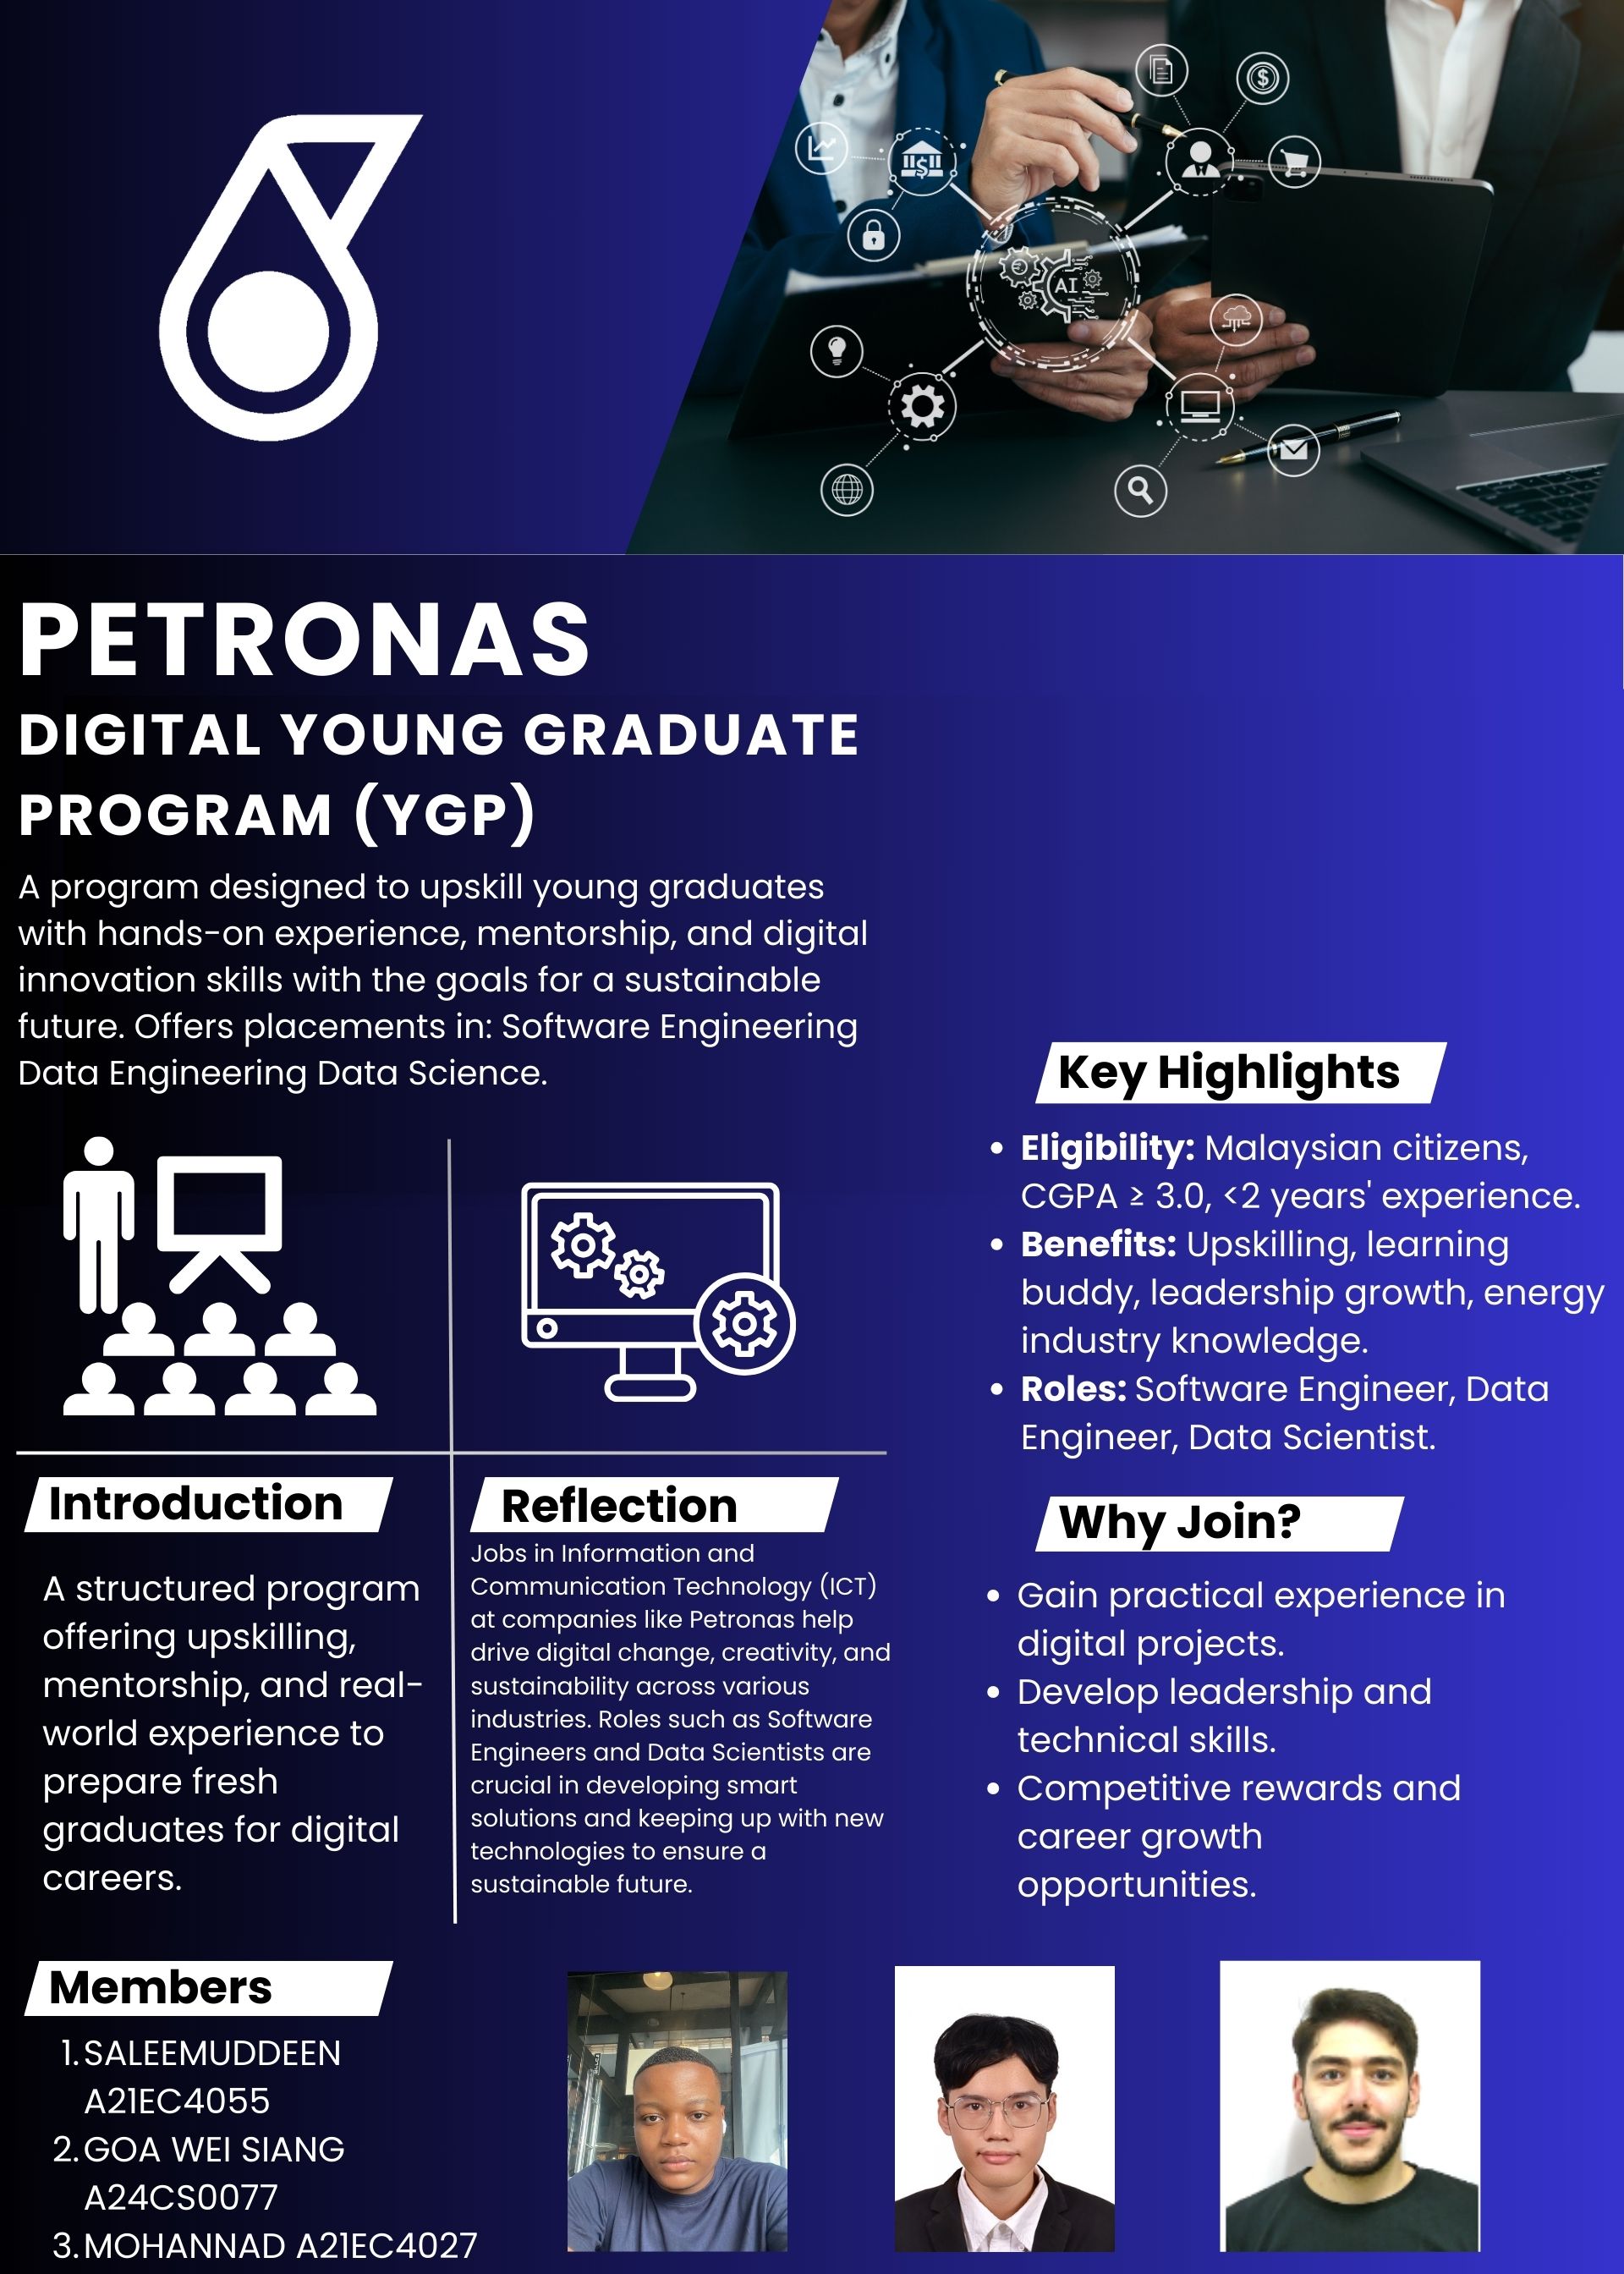 AI
PETRONAS
DIGITAL YOUNG GRADUATE
PROGRAM (YGP)
A program designed to upskill young graduates
with hands-on experience, mentorship, and digital
innovation skills with the goals for a sustainable
future. Offers placements in: Software Engineering
Data Engineering Data Science.
Key Highlights
• Eligibility: Malaysian citizens,
CGPA ≥ 3.0, <2 years' experience.
• Benefits: Upskilling, learning
buddy, leadership growth, energy
industry knowledge.
• Roles: Software Engineer, Data
Engineer, Data Scientist.
Introduction
A structured program
offering upskilling,
mentorship, and real-
world experience to
prepare fresh
graduates for digital
careers.
Reflection
Jobs in Information and
Communication Technology (ICT)
at companies like Petronas help
drive digital change, creativity, and
sustainability across various
industries. Roles such as Software
Engineers and Data Scientists are
crucial in developing smart
solutions and keeping up with new
technologies to ensure a
sustainable future.
Why Join?
• Gain practical experience in
digital projects.
• Develop leadership and
technical skills.
• Competitive rewards and
career growth
opportunities.
Members
1. SALEEMUDDEEN
A21EC4055
2. GOA WEI SIANG
A24CS0077
3. MOHANNAD A21EC4027